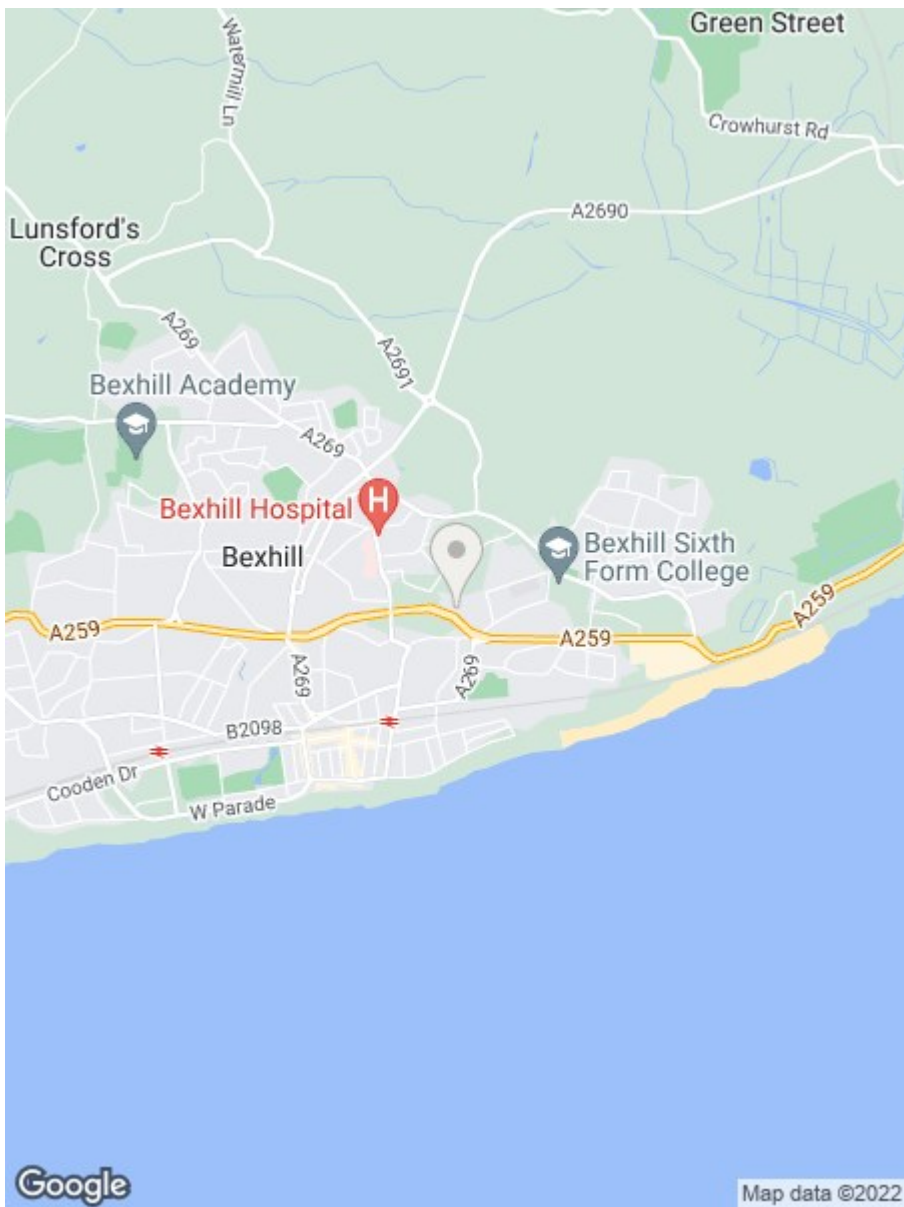 Green Street
Watermill Ln
Crowhurst Rd
A2690
Lunsford's
Cross
A269
A2691
Bexhill Academy
A269
Bexhill Hospital
H
Bexhill
Bexhill Sixth
Form College
A259
A259
A259
A269
A269
B2098
Cooden Dr
W Parade
Google
Map data ©2022